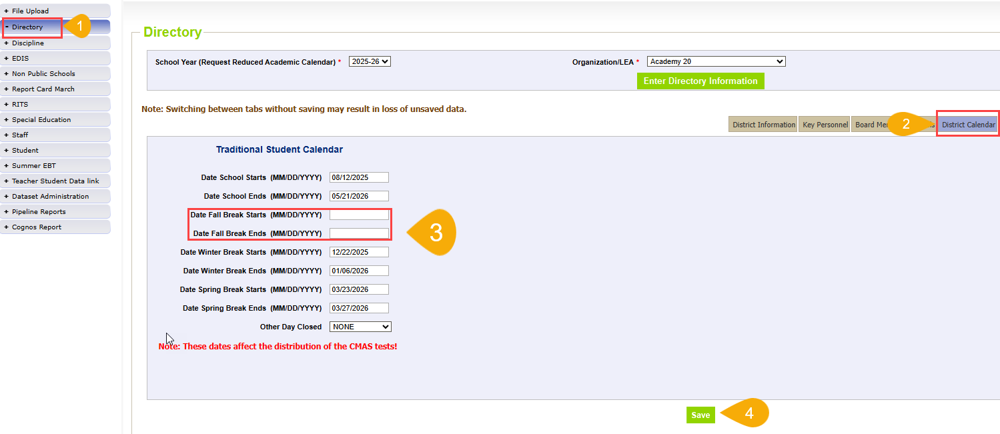 + File Upload
- Directory
1
+ Discipline
+ EDIS
+ Non Public Schools
+ Report Card March
+ RITS
+ Special Education
+ Staff
+ Student
+ Summer EBT
+ Teacher Student Data link
+ Dataset Administration
+ Pipeline Reports
+ Cognos Report
Directory
School Year (Request Reduced Academic Calendar) * 2025-26 Organization/LEA * Academy 20
Enter Directory Information
Note: Switching between tabs without saving may result in loss of unsaved data.
District Information Key Personnel Board 2 District Calendar
Traditional Student Calendar
Date School Starts (MM/DD/YYYY) 08/12/2025
Date School Ends (MM/DD/YYYY) 05/21/2026
Date Fall Break Starts (MM/DD/YYYY)
Date Fall Break Ends (MM/DD/YYYY)
3
Date Winter Break Starts (MM/DD/YYYY) 12/22/2025
Date Winter Break Ends (MM/DD/YYYY) 01/06/2026
Date Spring Break Starts (MM/DD/YYYY) 03/23/2026
Date Spring Break Ends (MM/DD/YYYY) 03/27/2026
Other Day Closed NONE
Note: These dates affect the distribution of the CMAS tests!
Save 4